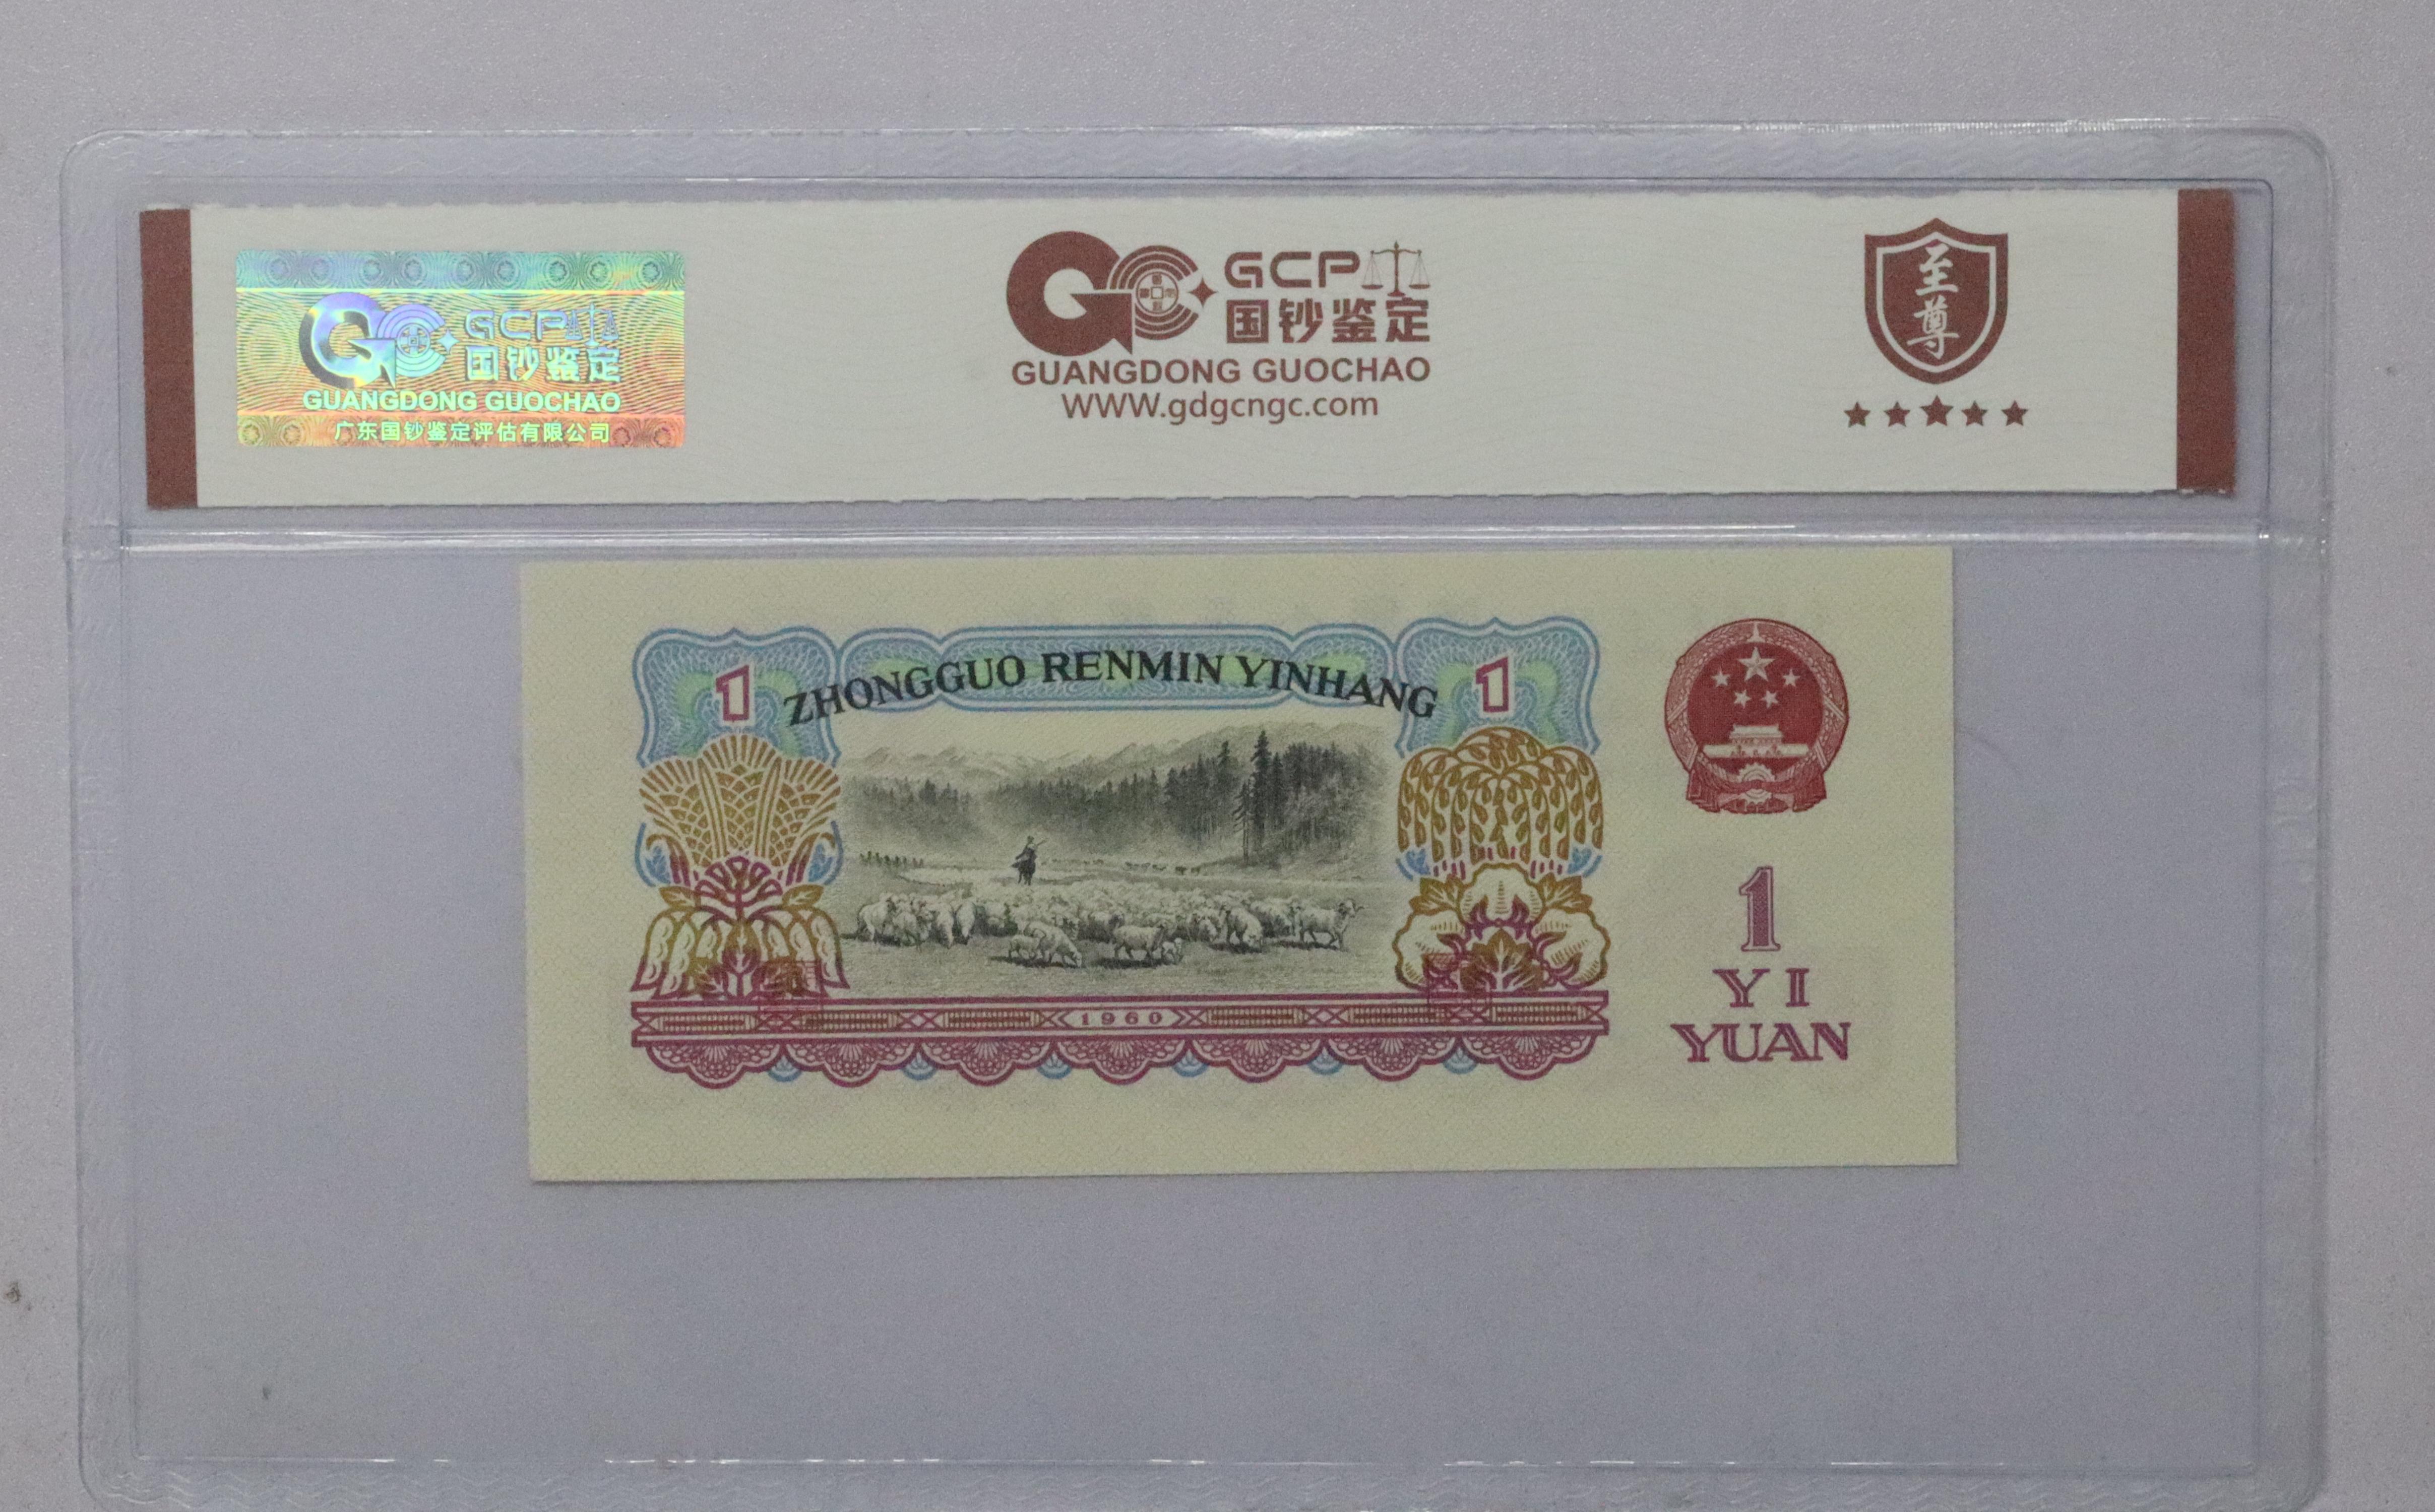 GCP
国钞鉴定
GUANGDONG GUOCHAO
广东国钞鉴定评估有限公司
GCP
国钞鉴定
GUANGDONG GUOCHAO
WWW.gdgcngc.com
至尊
1 ZHONGGUO RENMIN YINHANG 1
1960
1
YI
YUAN